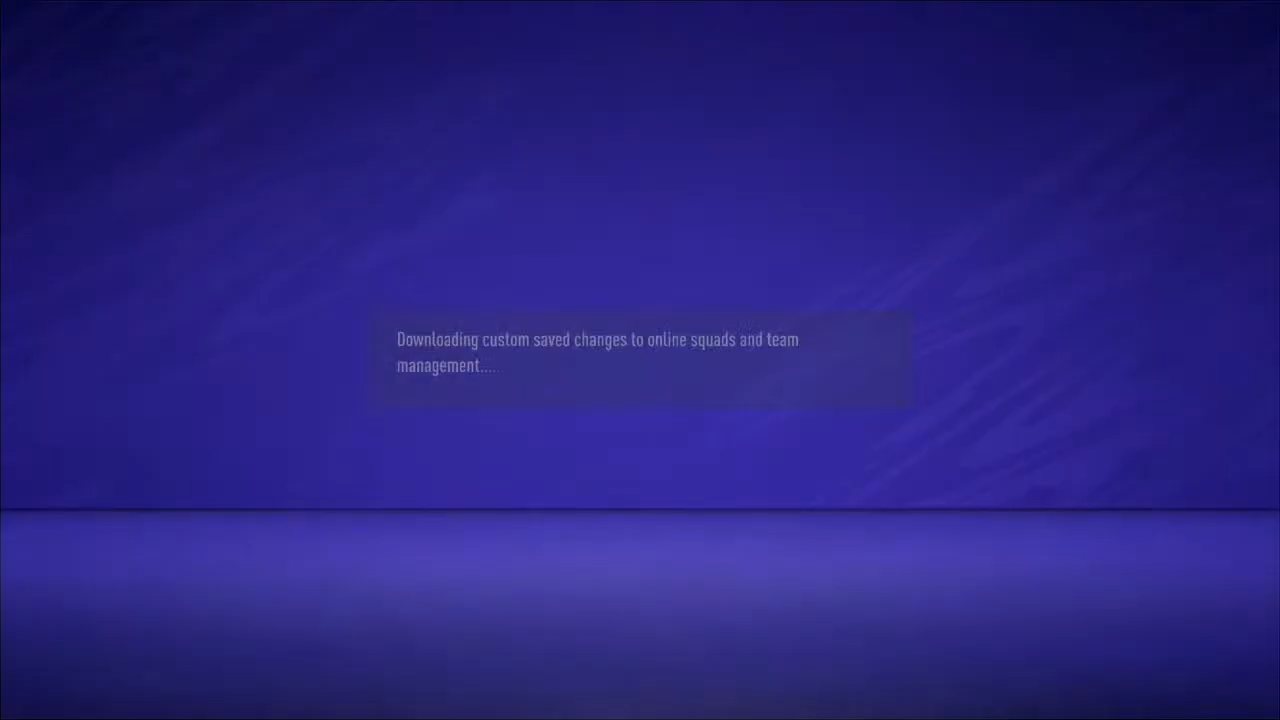 Downloading custom saved changes to online squads and team
management.....